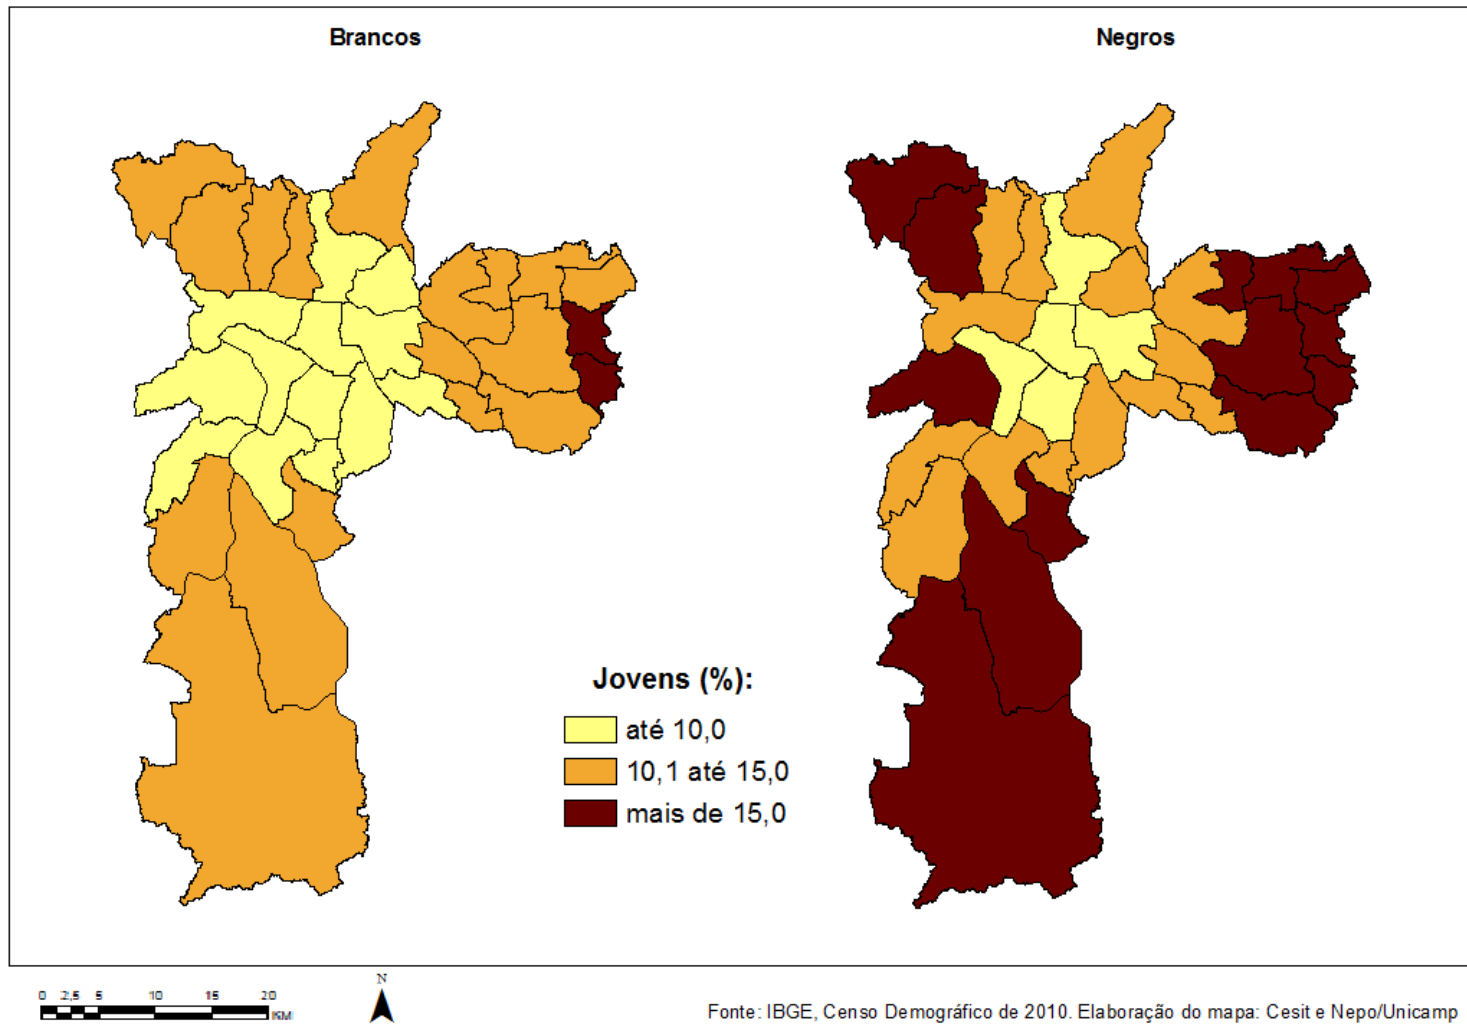 Brancos
Negros
Jovens (%):
até 10,0
10,1 até 15,0
mais de 15,0
0 2,5 5 10 15 20
KM
N
Fonte: IBGE, Censo Demográfico de 2010. Elaboração do mapa: Cesit e Nepo/Unicamp